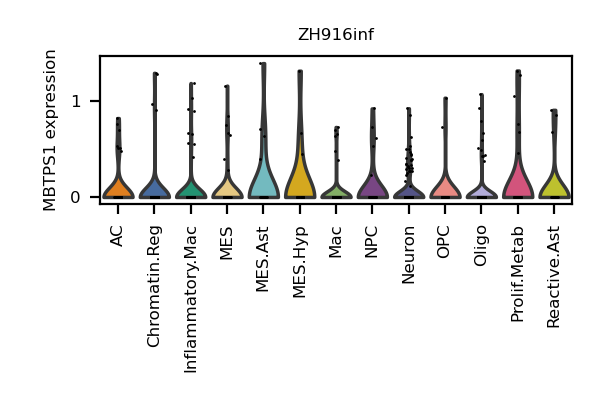 ZH916inf
MBTPS1 expression
1
0
AC
Chromatin.Reg
Inflammatory.Mac
MES
MES.Ast
MES.Hyp
Mac
NPC
Neuron
OPC
Oligo
Prolif.Metab
Reactive.Ast